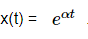 x(t) = e^{αt}